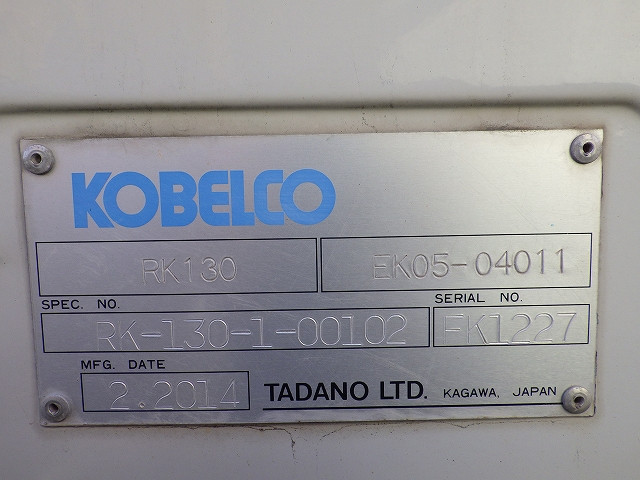 KOBELCO
RK130 EK05-04011
SPEC. NO. SERIAL NO.
RK-130-1-00102 FK1227
MFG. DATE
2.2014 TADANO LTD. KAGAWA, JAPAN